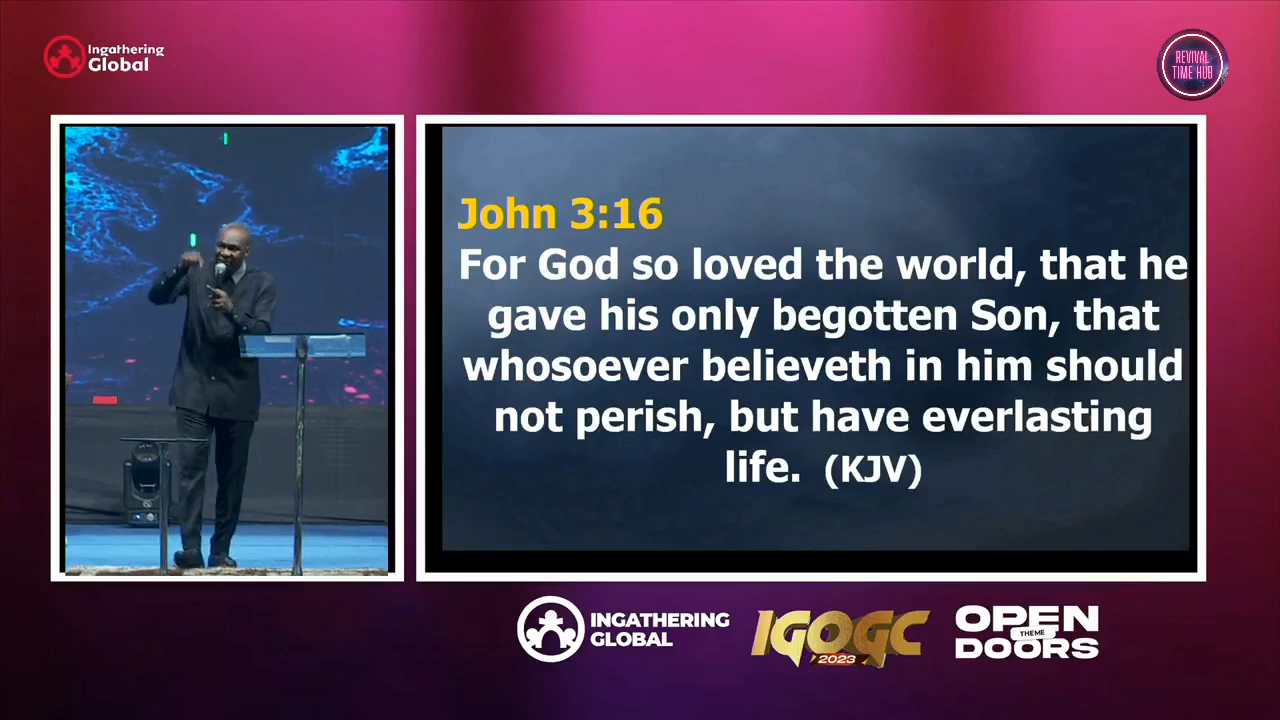 Ingathering
Global
REVIVAL
TIME HUB
John 3:16
For God so loved the world, that he
gave his only begotten Son, that
whosoever believeth in him should
not perish, but have everlasting
life.  (KJV)
INGATHERING
GLOBAL
IGOGC
2023
OPEN
THEME
DOORS